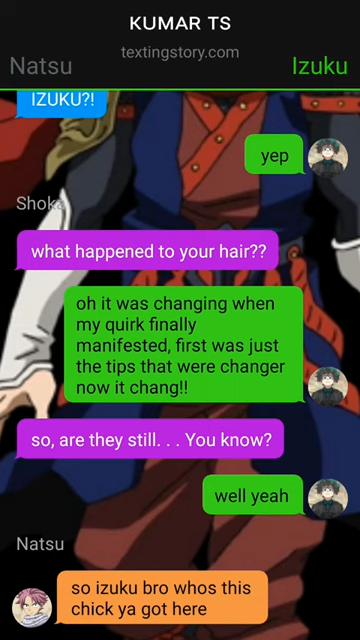 KUMAR TS
textingstory.com
Natsu
Izuku
IZUKU?!
yep
Shoka
what happened to your hair??
oh it was changing when
my quirk finally
manifested, first was just
the tips that were changer
now it chang!!
so, are they still. . . You know?
well yeah
Natsu
so izuku bro whos this
chick ya got here